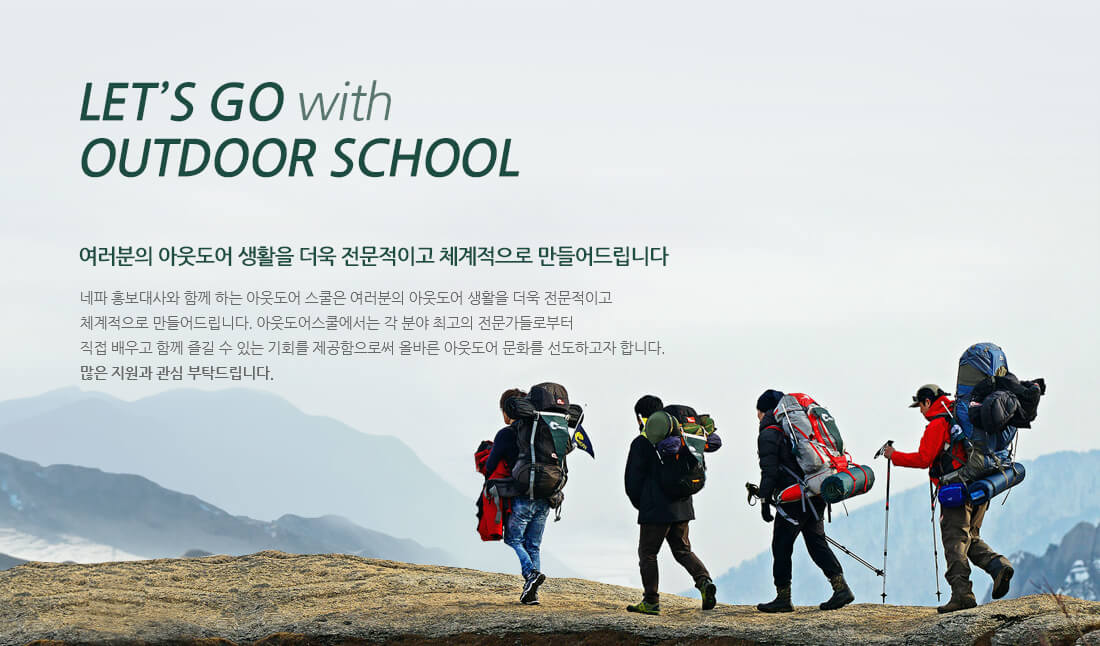 LET'S GO with
OUTDOOR SCHOOL
여러분의 아웃도어 생활을 더욱 전문적이고 체계적으로 만들어드립니다
네파 홍보대사와 함께 하는 아웃도어 스쿨은 여러분의 아웃도어 생활을 더욱 전문적이고
체계적으로 만들어드립니다. 아웃도어스쿨에서는 각 분야 최고의 전문가들로부터
직접 배우고 함께 즐길 수 있는 기회를 제공함으로써 올바른 아웃도어 문화를 선도하고자 합니다.
많은 지원과 관심 부탁드립니다.